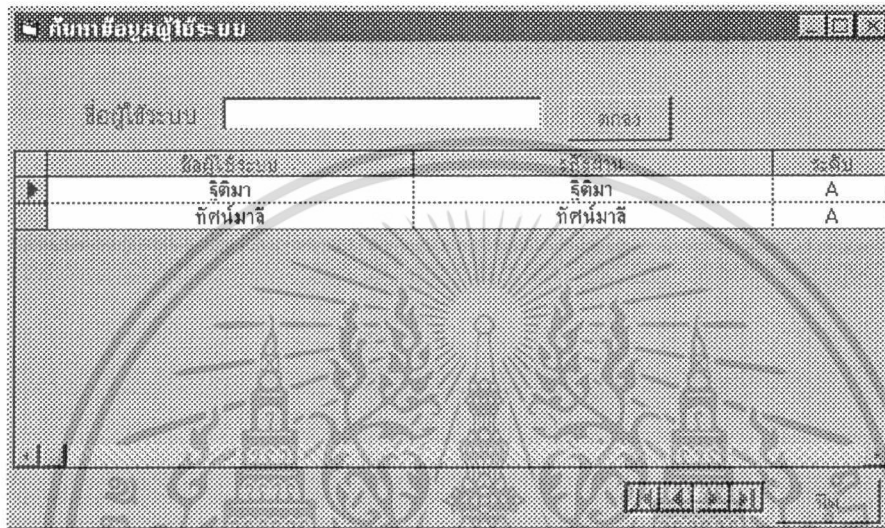 ค้นหาข้อมูลผู้ใช้ระบบ
ชื่อผู้ใช้ระบบ ตกลง
ชื่อผู้ใช้ระบบ รหัสผ่าน ระดับ
ฐิติมา ฐิติมา A
ทัศน์มาลี ทัศน์มาลี A